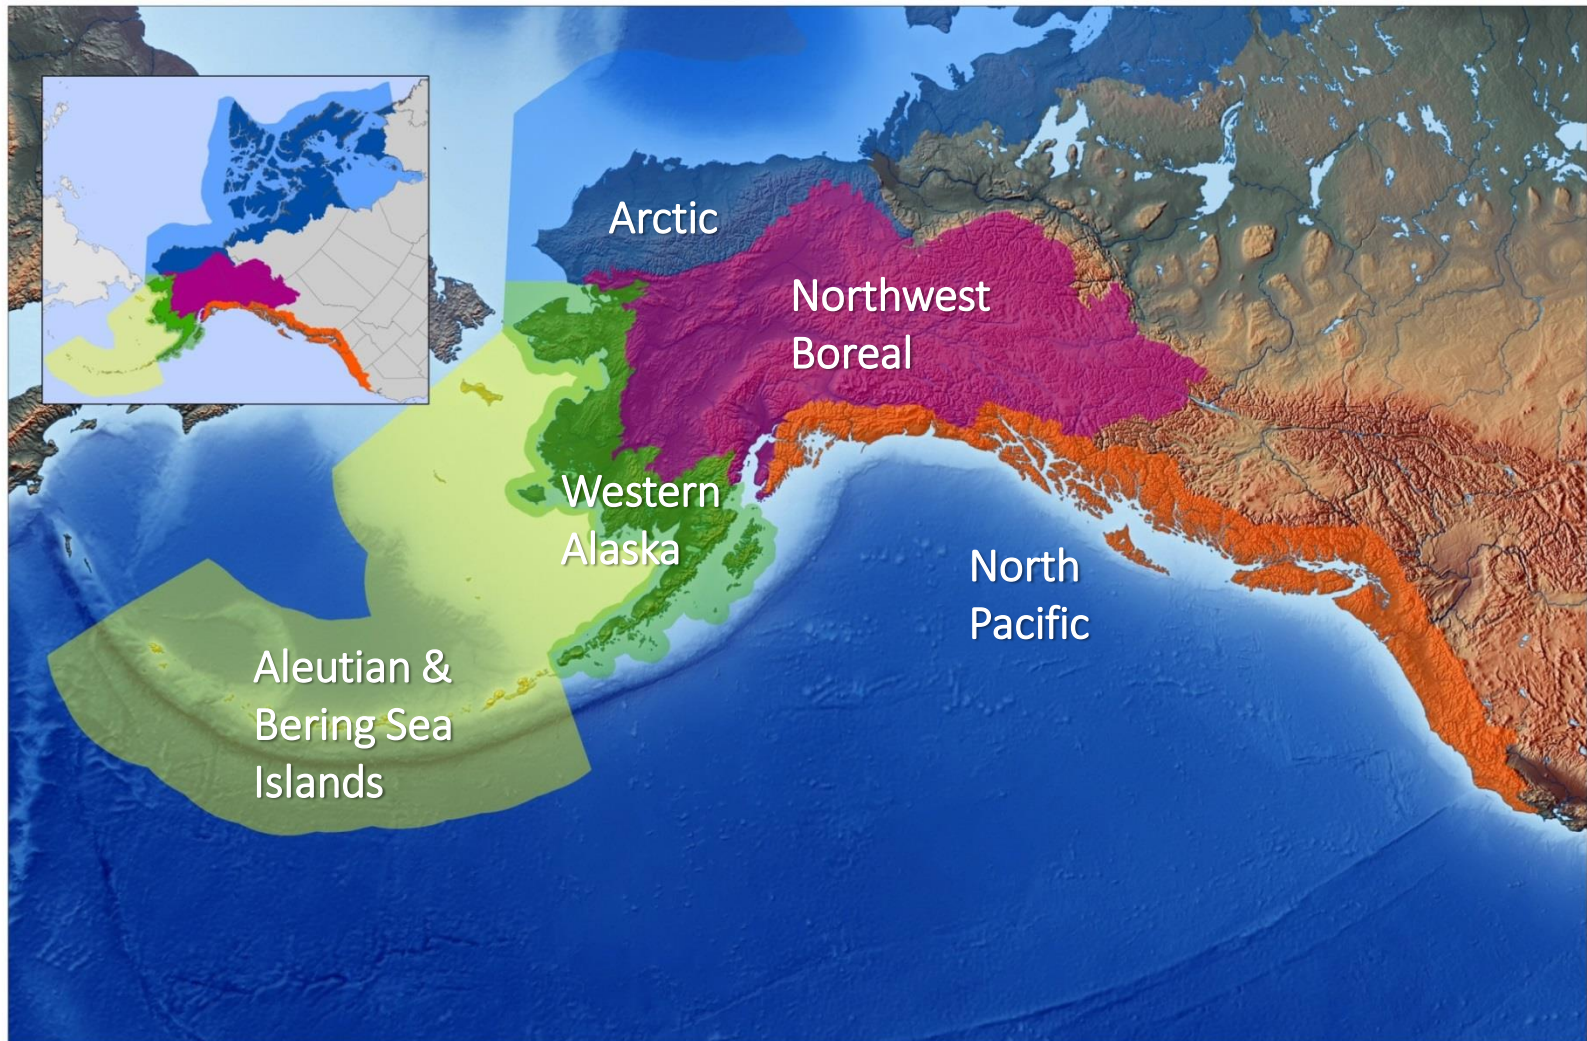 Arctic
Northwest
Boreal
Western
Alaska
North
Pacific
Aleutian &
Bering Sea
Islands